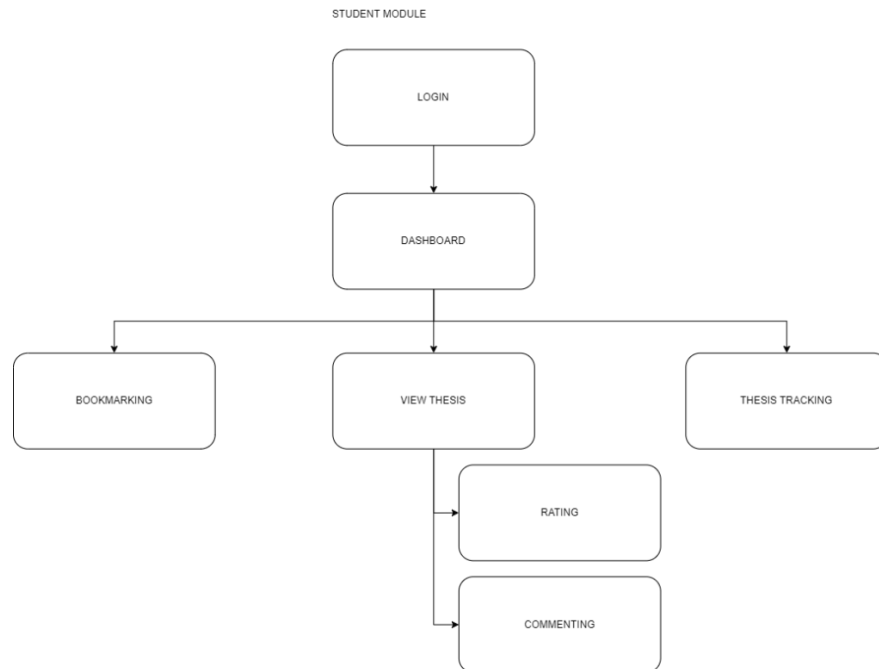 STUDENT MODULE
LOGIN
DASHBOARD
BOOKMARKING
VIEW THESIS
THESIS TRACKING
RATING
COMMENTING